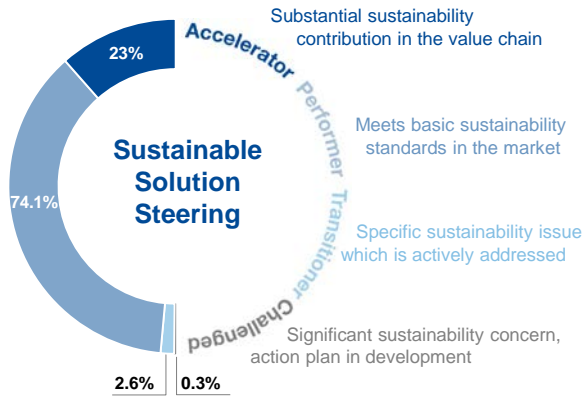 Substantial sustainability
contribution in the value chain
23%
Accelerator
Performer
Meets basic sustainability
standards in the market
Sustainable
Solution
Steering
74.1%
Transitioner
Specific sustainability issue
which is actively addressed
Challenged
Significant sustainability concern,
action plan in development
2.6%
0.3%